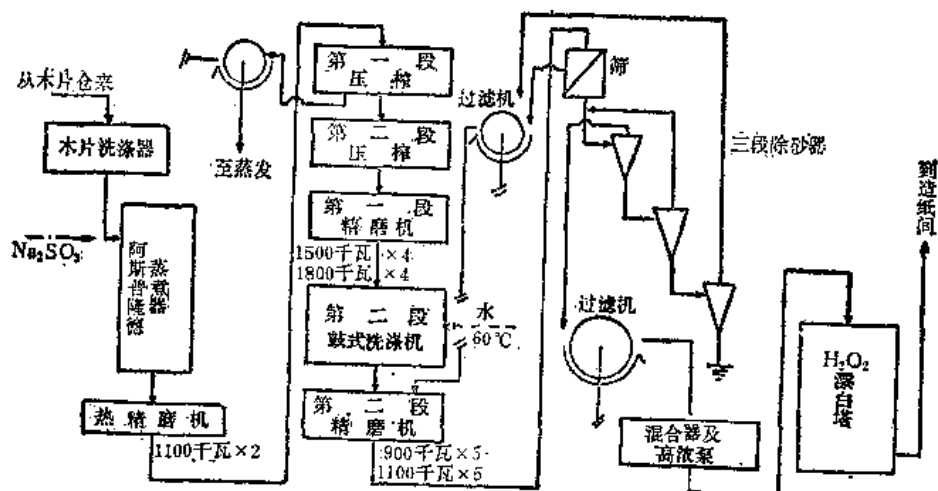 从木片仓来
木片洗涤器
Na₂SO₃
阿斯普隆德
蒸煮器
热精磨机
1100千瓦×2
至蒸发
第一段
压榨
第二段
压榨
第一段
精磨机
1500千瓦×4
1800千瓦×4
第二段
鼓式洗涤机
水
60℃
第二段
精磨机
900千瓦×5
1100千瓦×5
过滤机
筛
三段除砂器
过滤机
混合器及
高浓泵
H₂O₂
漂白塔
到造纸间